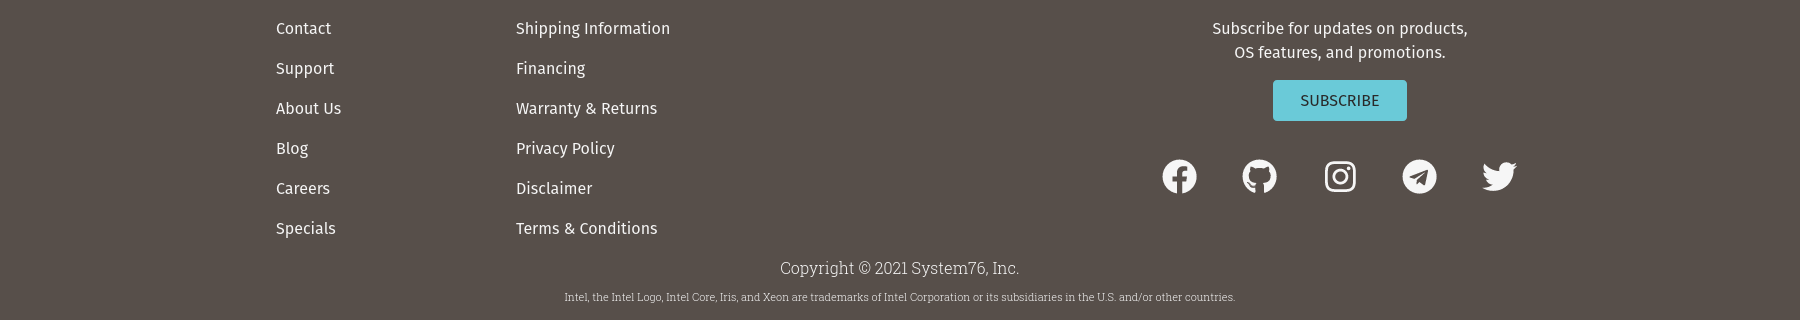 Contact
Support
About Us
Blog
Careers
Specials
Shipping Information
Financing
Warranty & Returns
Privacy Policy
Disclaimer
Terms & Conditions
Subscribe for updates on products,
OS features, and promotions.
SUBSCRIBE
Copyright © 2021 System76, Inc.
Intel, the Intel Logo, Intel Core, Iris, and Xeon are trademarks of Intel Corporation or its subsidiaries in the U.S. and/or other countries.